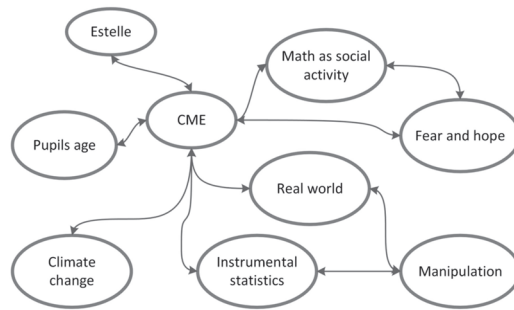 Estelle
Math as social
activity
CME
Pupils age
Fear and hope
Real world
Climate
change
Instrumental
statistics
Manipulation